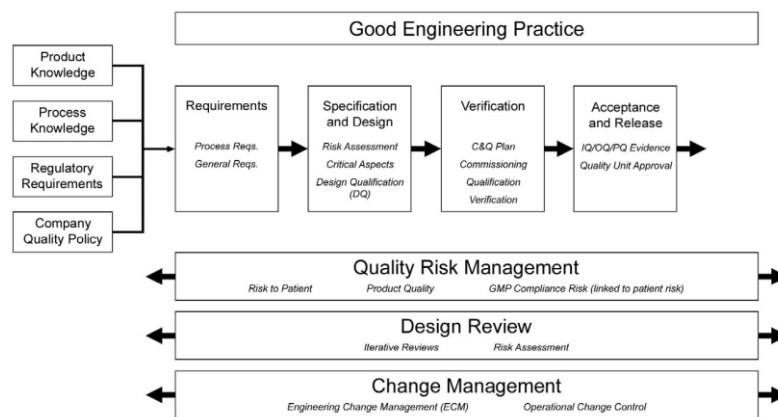 Good Engineering Practice
Product
Knowledge
Process
Knowledge
Regulatory
Requirements
Company
Quality Policy
Requirements
Process Reqs.
General Reqs.
Specification
and Design
Risk Assessment
Critical Aspects
Design Qualification
(DQ)
Verification
C&Q Plan
Commissioning
Qualification
Verification
Acceptance
and Release
IQ/OQ/PQ Evidence
Quality Unit Approval
Quality Risk Management
Risk to Patient Product Quality GMP Compliance Risk (linked to patient risk)
Design Review
Iterative Reviews Risk Assessment
Change Management
Engineering Change Management (ECM) Operational Change Control